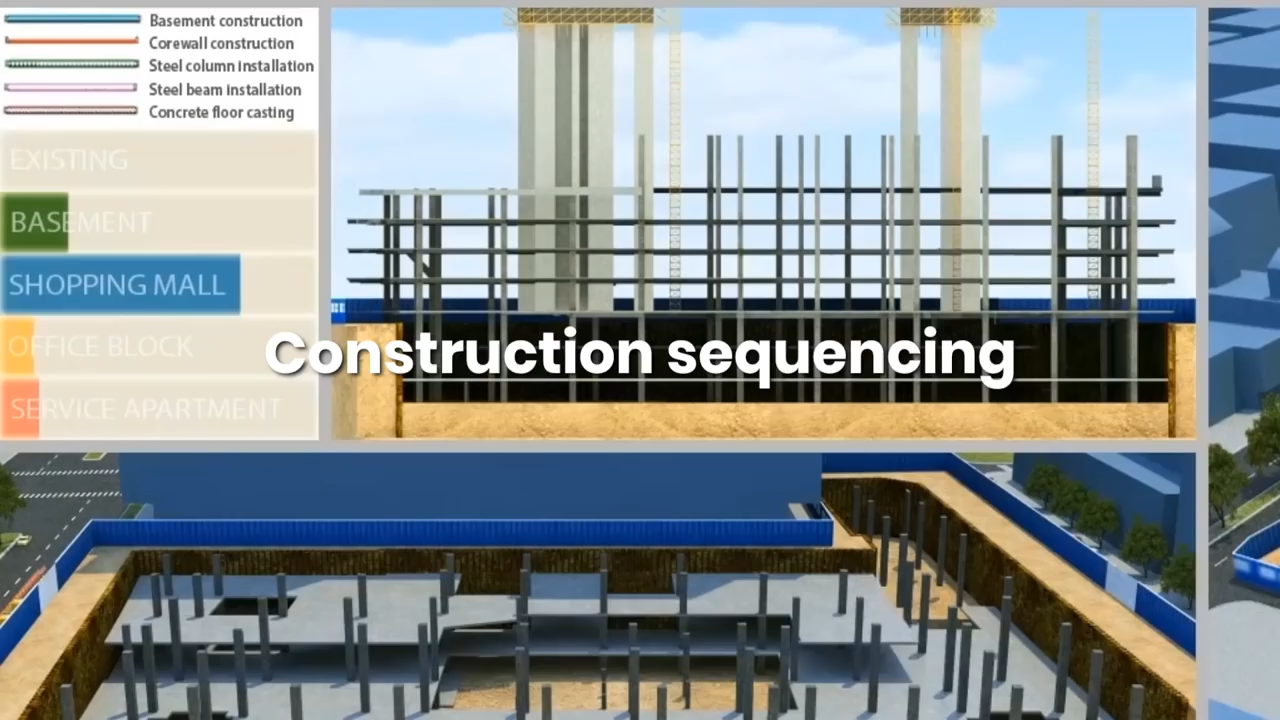 Basement construction
Corewall construction
Steel column installation
Steel beam installation
Concrete floor casting
EXISTING
BASEMENT
SHOPPING MALL
OFFICE BLOCK
SERVICE APARTMENT
Construction sequencing